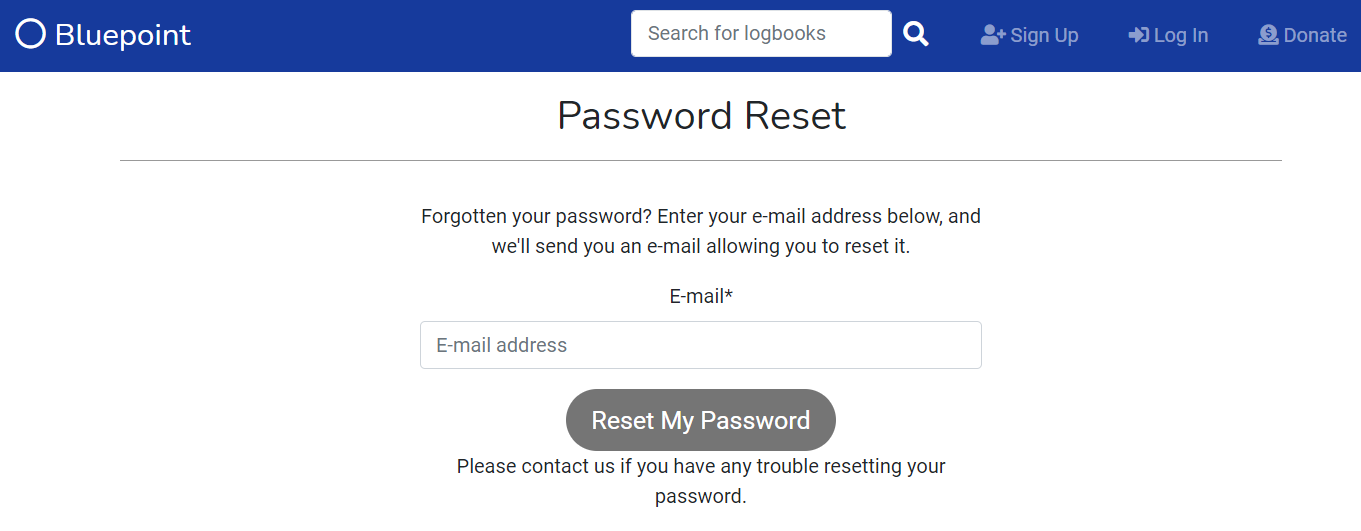 Bluepoint
Search for logbooks
Sign Up
Log In
Donate
Password Reset
Forgotten your password? Enter your e-mail address below, and
we'll send you an e-mail allowing you to reset it.
E-mail*
E-mail address
Reset My Password
Please contact us if you have any trouble resetting your
password.